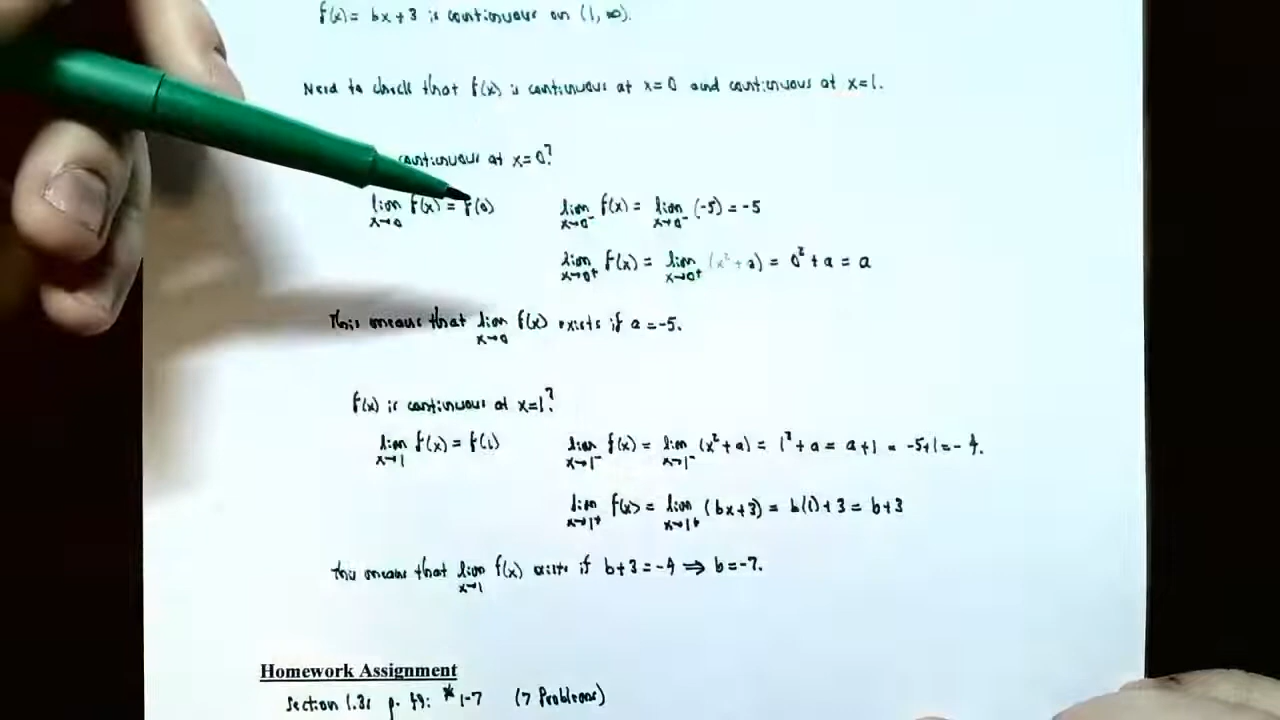 f(x) = bx + 3 is continuous on (1, ∞).
Need to check that f(x) is continuous at x=0 and continuous at x=1.
continuous at x=0?
lim x→0 f(x) = f(0) lim x→0⁻ f(x) = lim x→0⁻ (-5) = -5
lim x→0⁺ f(x) = lim x→0⁺ (x² + a) = 0² + a = a
This means that lim x→0 f(x) exists if a = -5.
f(x) is continuous at x=1?
lim x→1 f(x) = f(1) lim x→1⁻ f(x) = lim x→1⁻ (x² + a) = 1² + a = a+1 = -5+1 = -4.
lim x→1⁺ f(x) = lim x→1⁺ (bx+3) = b(1)+3 = b+3
This means that lim x→1 f(x) exists if b+3 = -4 ⇒ b = -7.
Homework Assignment
Section 1.3: p. 49: #1-7 (7 Problems)